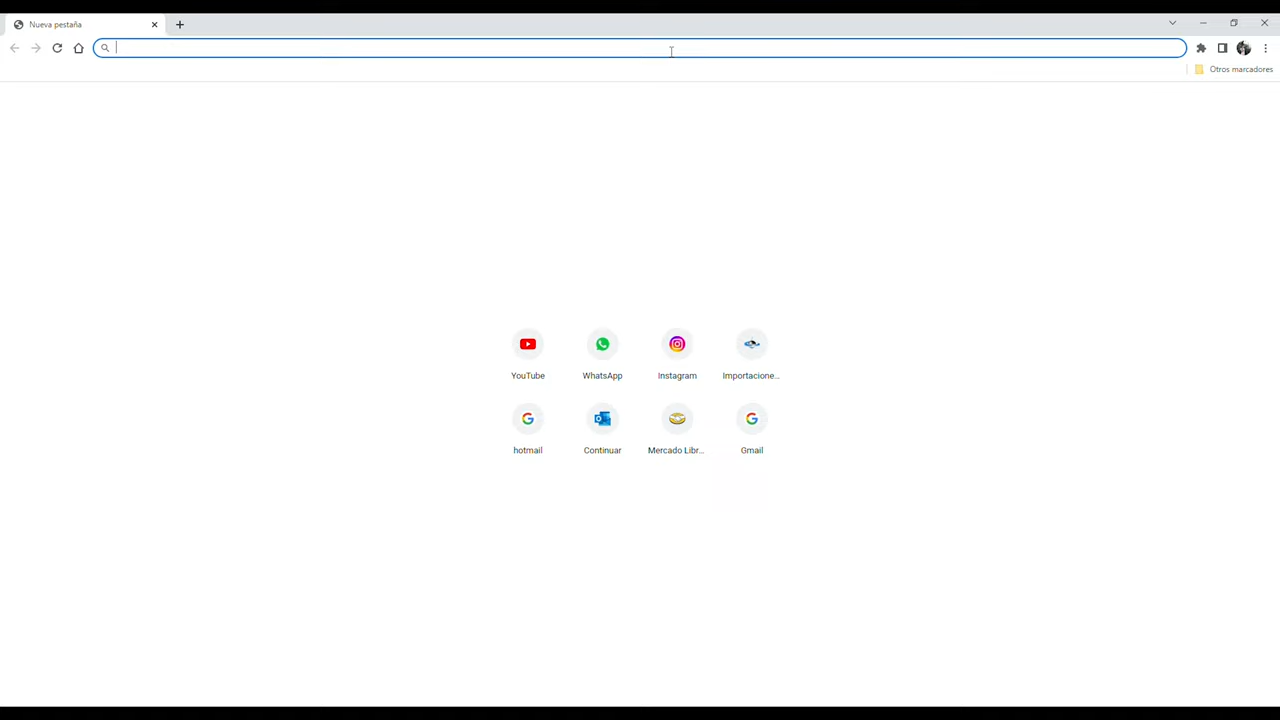 Nueva pestaña
Otros marcadores
YouTube
WhatsApp
Instagram
Importacione...
hotmail
Continuar
Mercado Libr...
Gmail